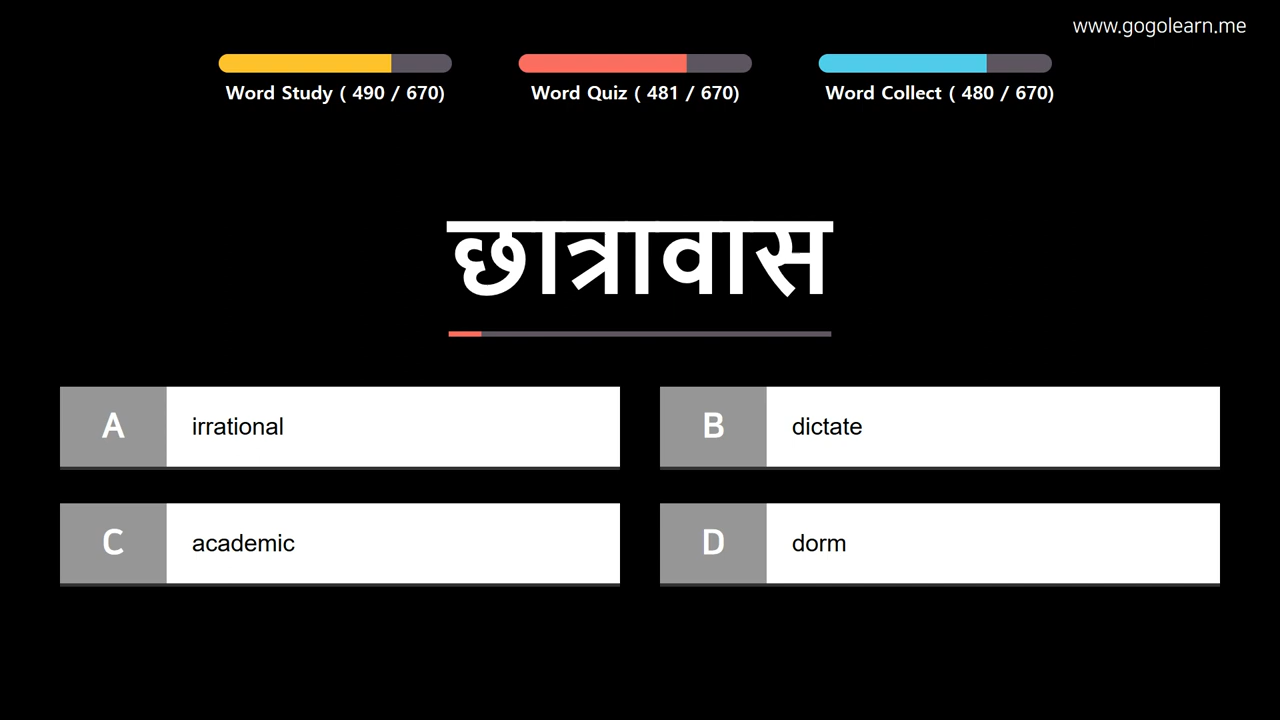 www.gogolearn.me
Word Study ( 490 / 670)
Word Quiz ( 481 / 670)
Word Collect ( 480 / 670)
छात्रावास
A irrational
B dictate
C academic
D dorm